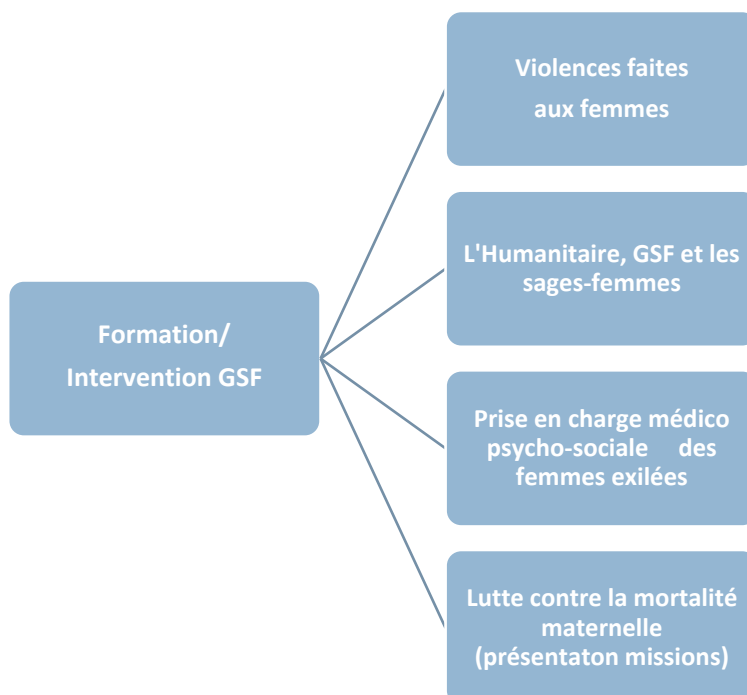 Violences faites
aux femmes
L'Humanitaire, GSF et les
sages-femmes
Formation/
Intervention GSF
Prise en charge médico
psycho-sociale des
femmes exilées
Lutte contre la mortalité
maternelle
(présentaton missions)